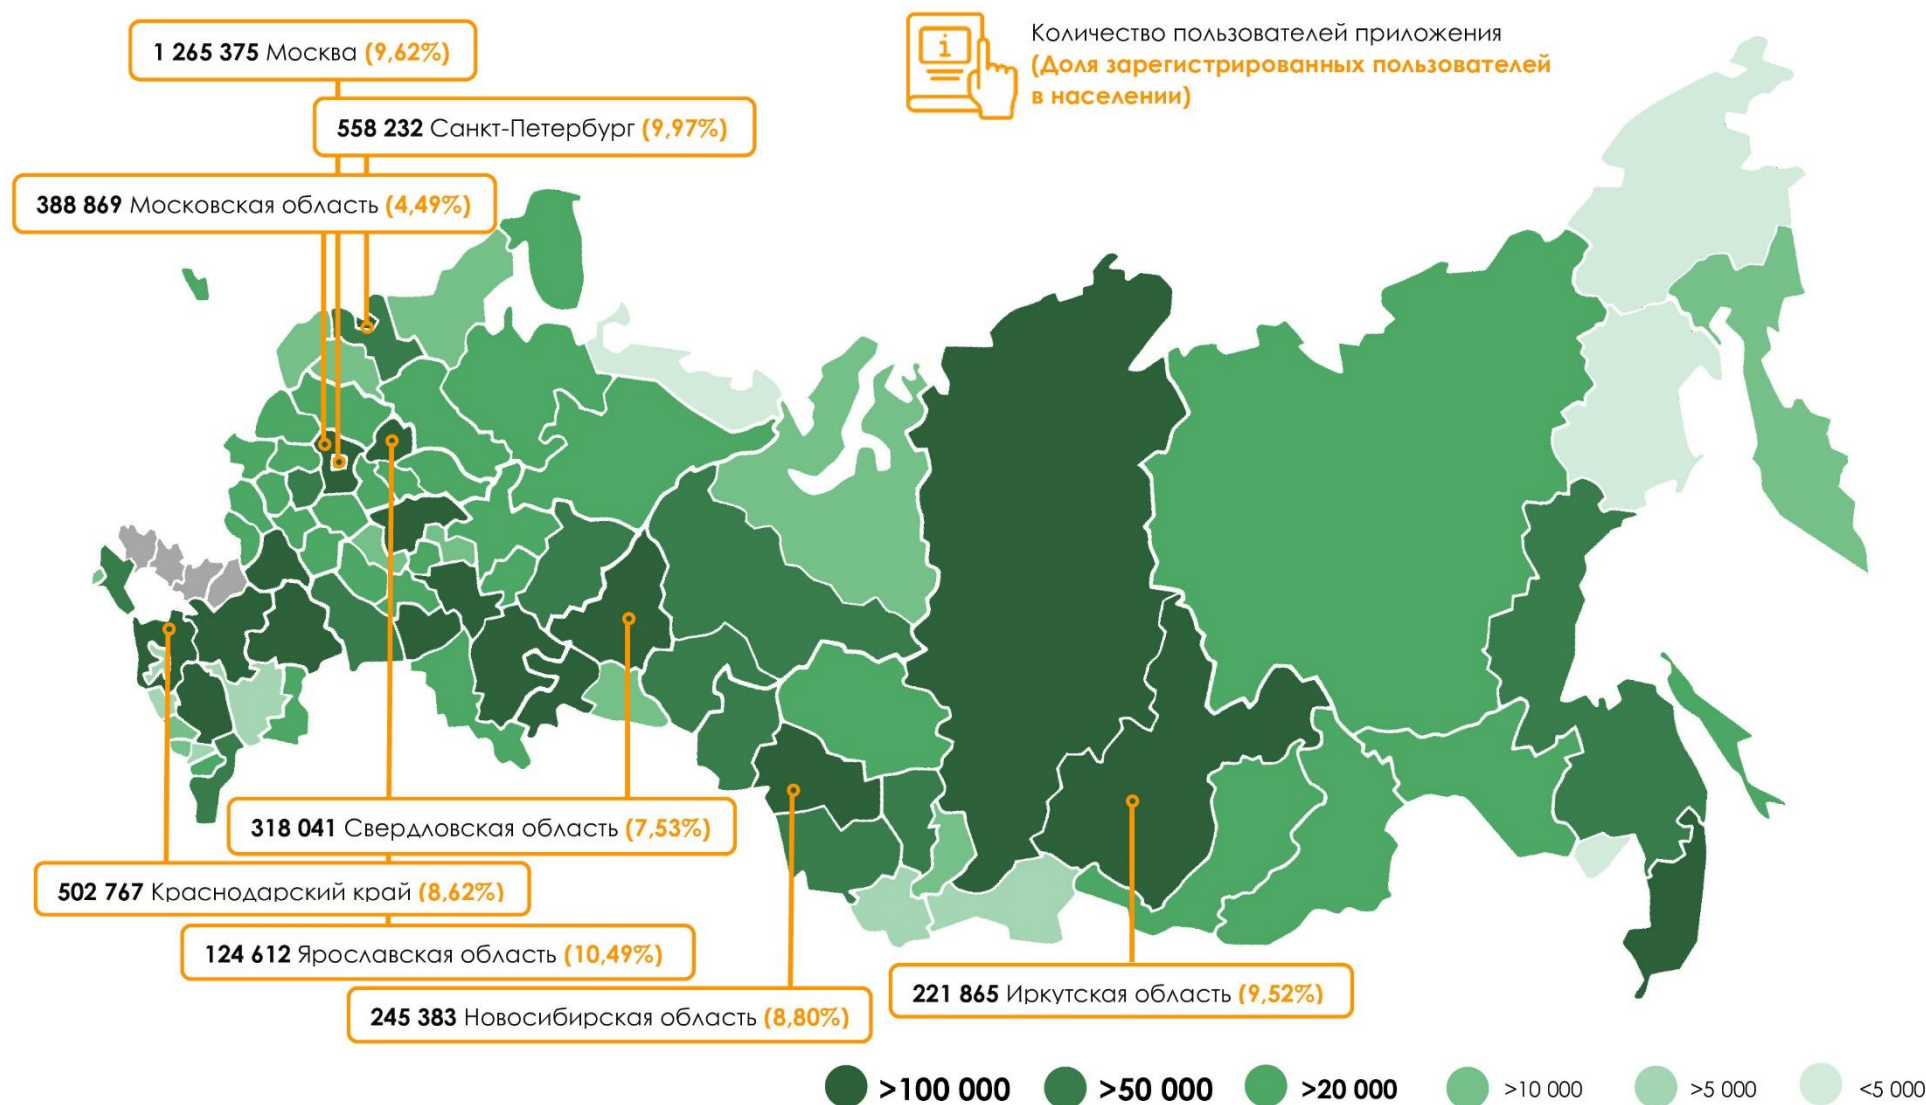 1 265 375 Москва (9,62%)
Количество пользователей приложения
(Доля зарегистрированных пользователей
в населении)
558 232 Санкт-Петербург (9,97%)
388 869 Московская область (4,49%)
318 041 Свердловская область (7,53%)
502 767 Краснодарский край (8,62%)
124 612 Ярославская область (10,49%)
245 383 Новосибирская область (8,80%)
221 865 Иркутская область (9,52%)
>100 000 >50 000 >20 000 >10 000 >5 000 <5 000